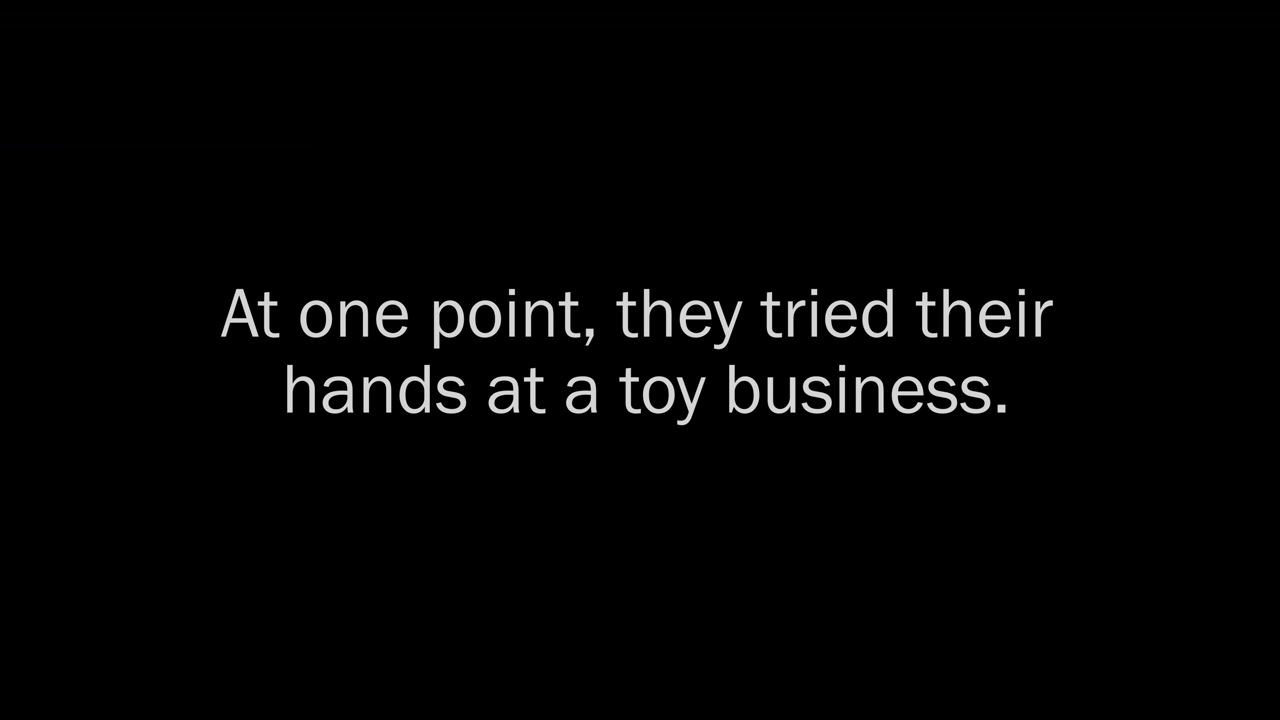 At one point, they tried their
hands at a toy business.